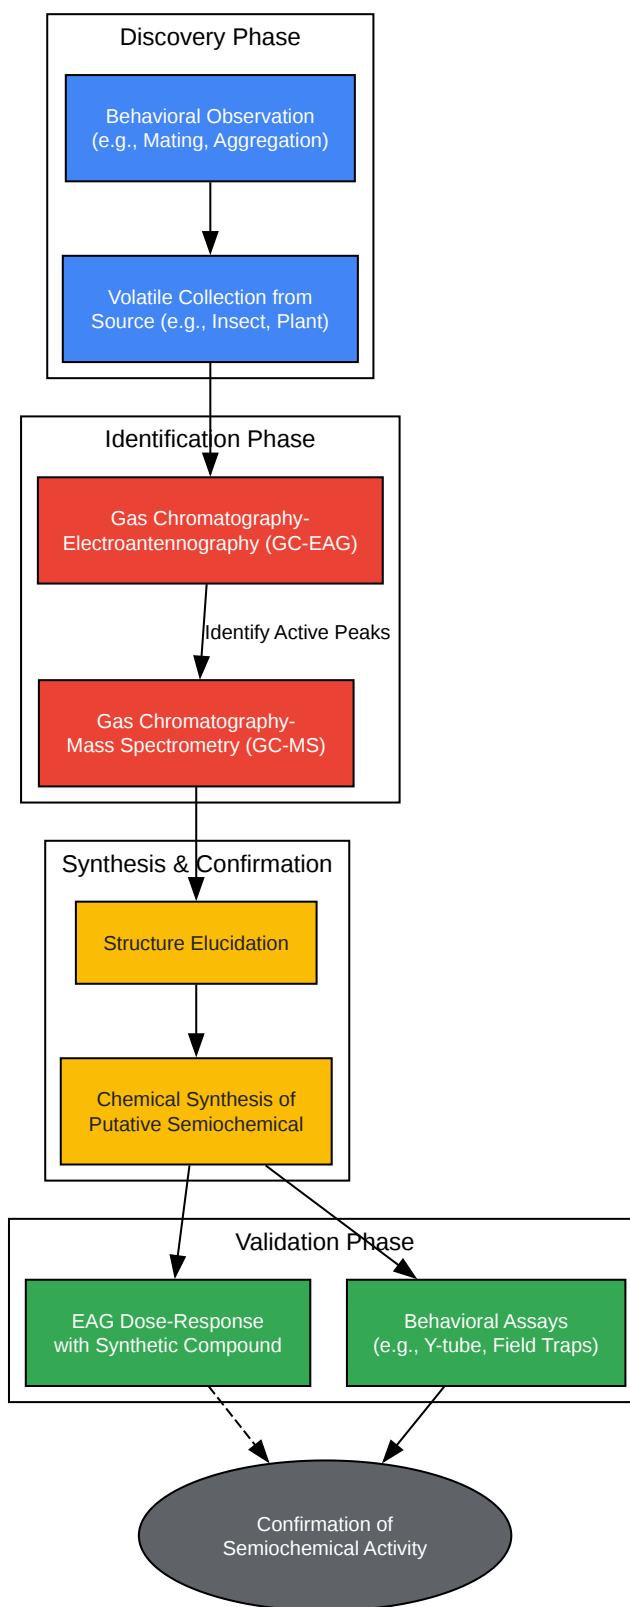 Discovery Phase
Behavioral Observation
(e.g., Mating, Aggregation)
Volatile Collection from
Source (e.g., Insect, Plant)
Identification Phase
Gas Chromatography-
Electroantennography (GC-EAG)
Identify Active Peaks
Gas Chromatography-
Mass Spectrometry (GC-MS)
Synthesis & Confirmation
Structure Elucidation
Chemical Synthesis of
Putative Semiochemical
Validation Phase
EAG Dose-Response
with Synthetic Compound
Behavioral Assays
(e.g., Y-tube, Field Traps)
Confirmation of
Semiochemical Activity